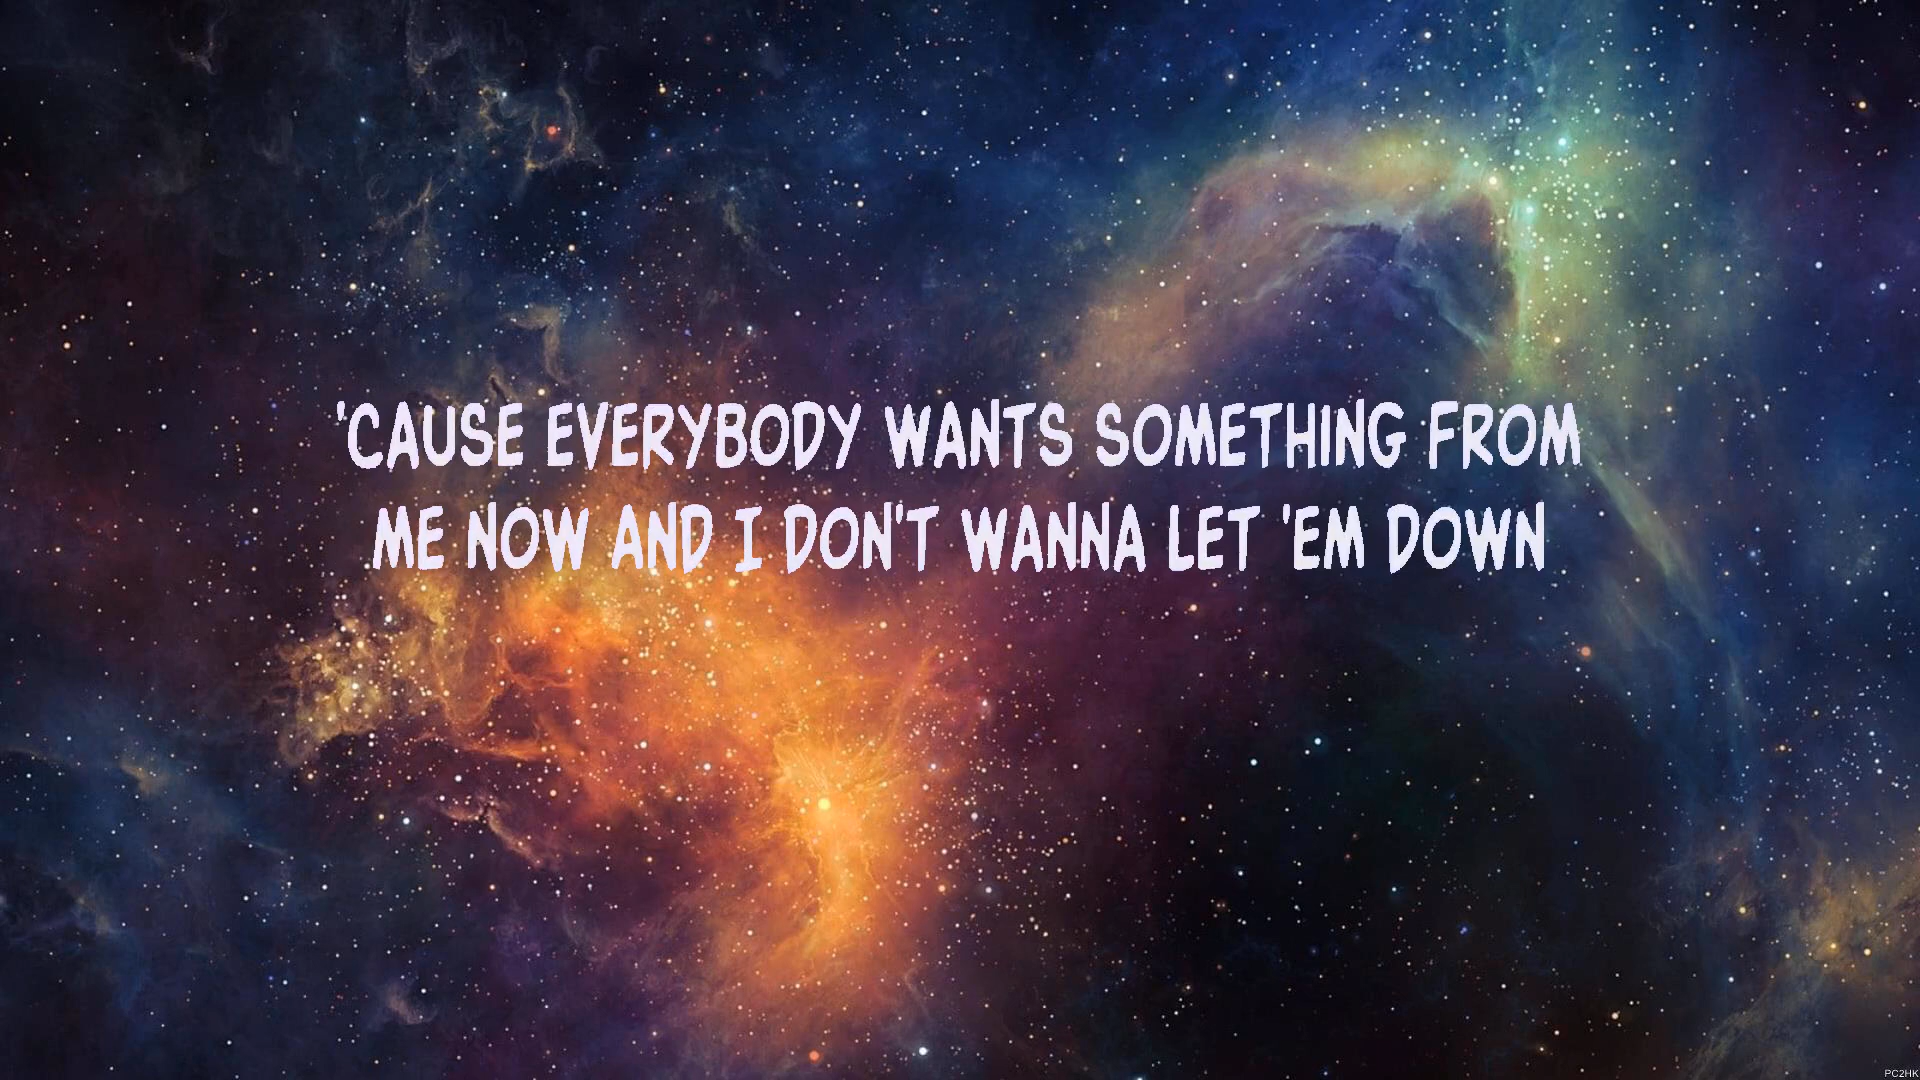 'CAUSE EVERYBODY WANTS SOMETHING FROM
ME NOW AND I DON'T WANNA LET 'EM DOWN
PC2HK